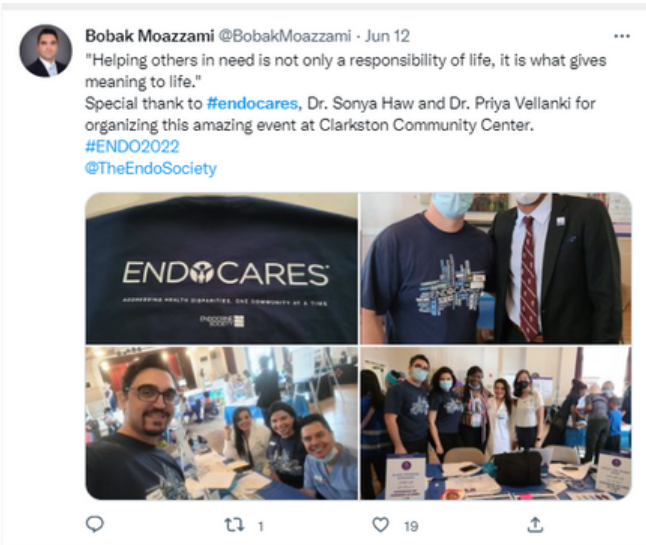 Bobak Moazzami @BobakMoazzami · Jun 12
"Helping others in need is not only a responsibility of life, it is what gives
meaning to life."
Special thank to #endocares, Dr. Sonya Haw and Dr. Priya Vellanki for
organizing this amazing event at Clarkston Community Center.
#ENDO2022
@TheEndoSociety
ENDOCARES
ADDRESSING HEALTH DISPARITIES, ONE COMMUNITY AT A TIME
ENDOCRINE
SOCIETY
1
19